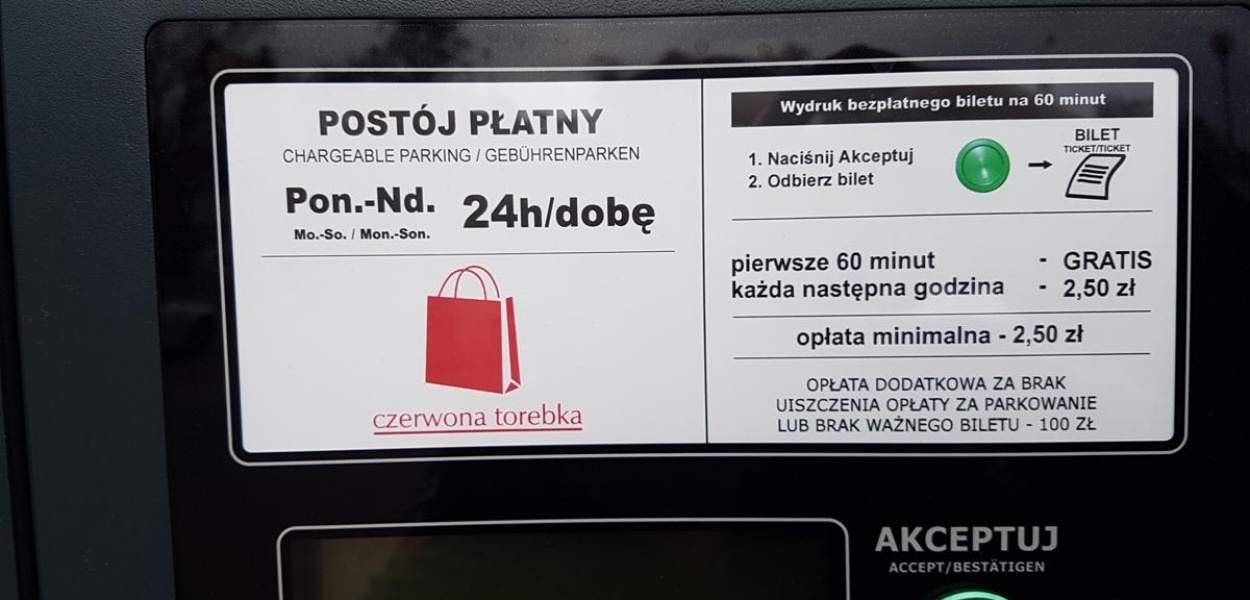 POSTÓJ PŁATNY
CHARGEABLE PARKING / GEBÜHRENPARKEN
Pon.-Nd. 24h/dobę
Mo.-So. / Mon.-Son.
czerwona torebka
Wydruk bezpłatnego biletu na 60 minut
1. Naciśnij Akceptuj
2. Odbierz bilet
BILET
TICKET/TICKET
pierwsze 60 minut - GRATIS
każda następna godzina - 2,50 zł
opłata minimalna - 2,50 zł
OPŁATA DODATKOWA ZA BRAK
UISZCZENIA OPŁATY ZA PARKOWANIE
LUB BRAK WAŻNEGO BILETU - 100 ZŁ
AKCEPTUJ
ACCEPT/BESTÄTIGEN